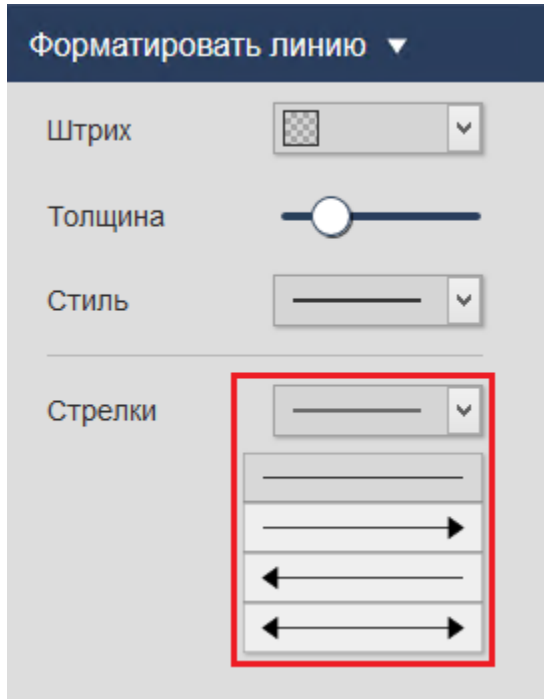 Форматировать линию
Штрих
Толщина
Стиль
Стрелки